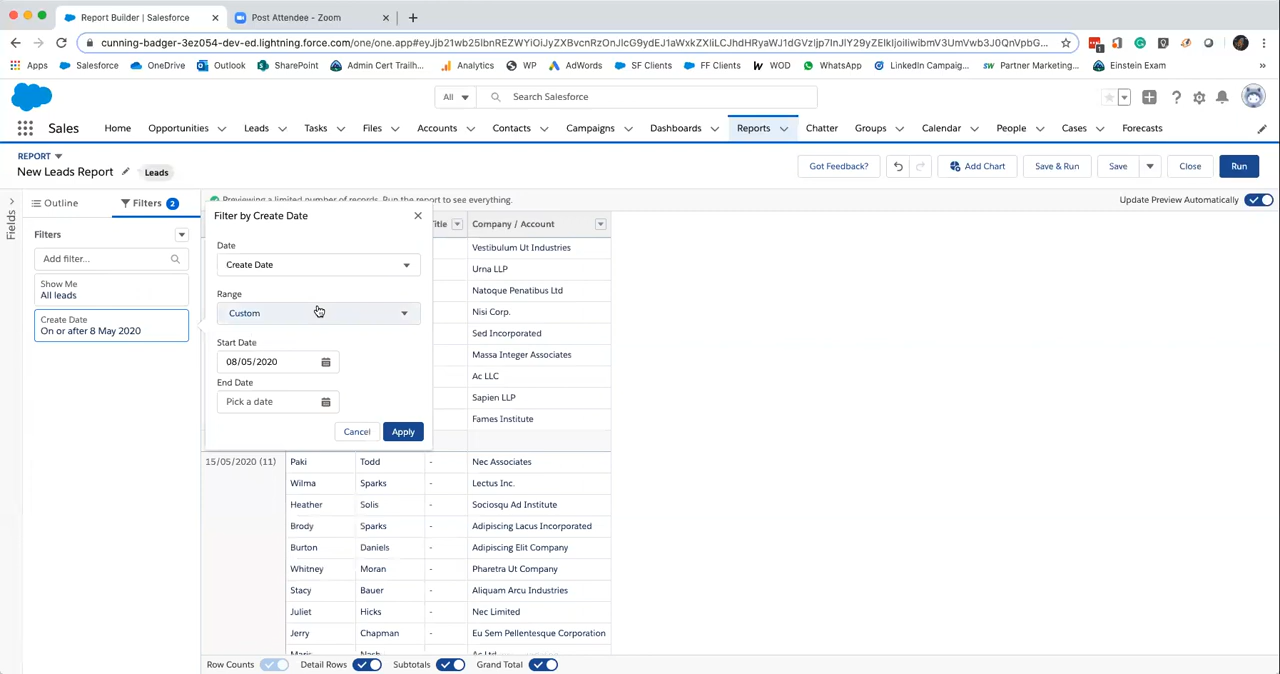 Report Builder | Salesforce
Post Attendee - Zoom
cunning-badger-3ez054-dev-ed.lightning.force.com
Apps Salesforce OneDrive Outlook SharePoint Admin Cert Trailh... Analytics WP AdWords SF Clients FF Clients WOD WhatsApp LinkedIn Campaig... Partner Marketing... Einstein Exam
All Search Salesforce
Sales Home Opportunities Leads Tasks Files Accounts Contacts Campaigns Dashboards Reports Chatter Groups Calendar People Cases Forecasts
REPORT
New Leads Report Leads
Got Feedback? Add Chart Save & Run Save Close Run
Fields
Outline Filters 2
Previewing a limited number of records. Run the report to see everything.
Update Preview Automatically
Filters
Add filter...
Show Me
All leads
Create Date
On or after 8 May 2020
Filter by Create Date
Date
Create Date
Range
Custom
Start Date
08/05/2020
End Date
Pick a date
Cancel Apply
Title Company / Account
Vestibulum Ut Industries
Urna LLP
Natoque Penatibus Ltd
Nisi Corp.
Sed Incorporated
Massa Integer Associates
Ac LLC
Sapien LLP
Fames Institute
15/05/2020 (11) Paki Todd - Nec Associates
Wilma Sparks - Lectus Inc.
Heather Solis - Sociosqu Ad Institute
Brody Sparks - Adipiscing Lacus Incorporated
Burton Daniels - Adipiscing Elit Company
Whitney Moran - Pharetra Ut Company
Stacy Bauer - Aliquam Arcu Industries
Juliet Hicks - Nec Limited
Jerry Chapman - Eu Sem Pellentesque Corporation
Row Counts Detail Rows Subtotals Grand Total